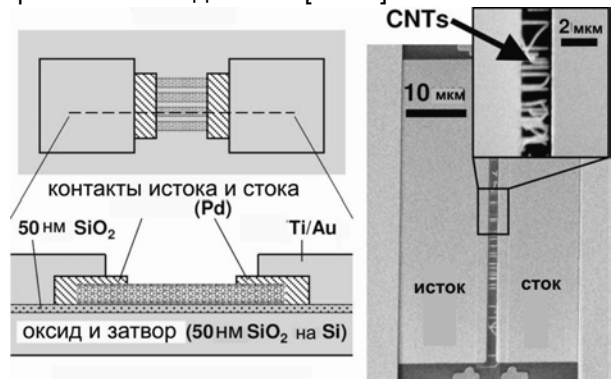 контакты истока и стока
(Pd)
50 нм SiO₂
Ti/Au
оксид и затвор (50 нм SiO₂ на Si)
CNTs
2 мкм
10 мкм
исток
сток